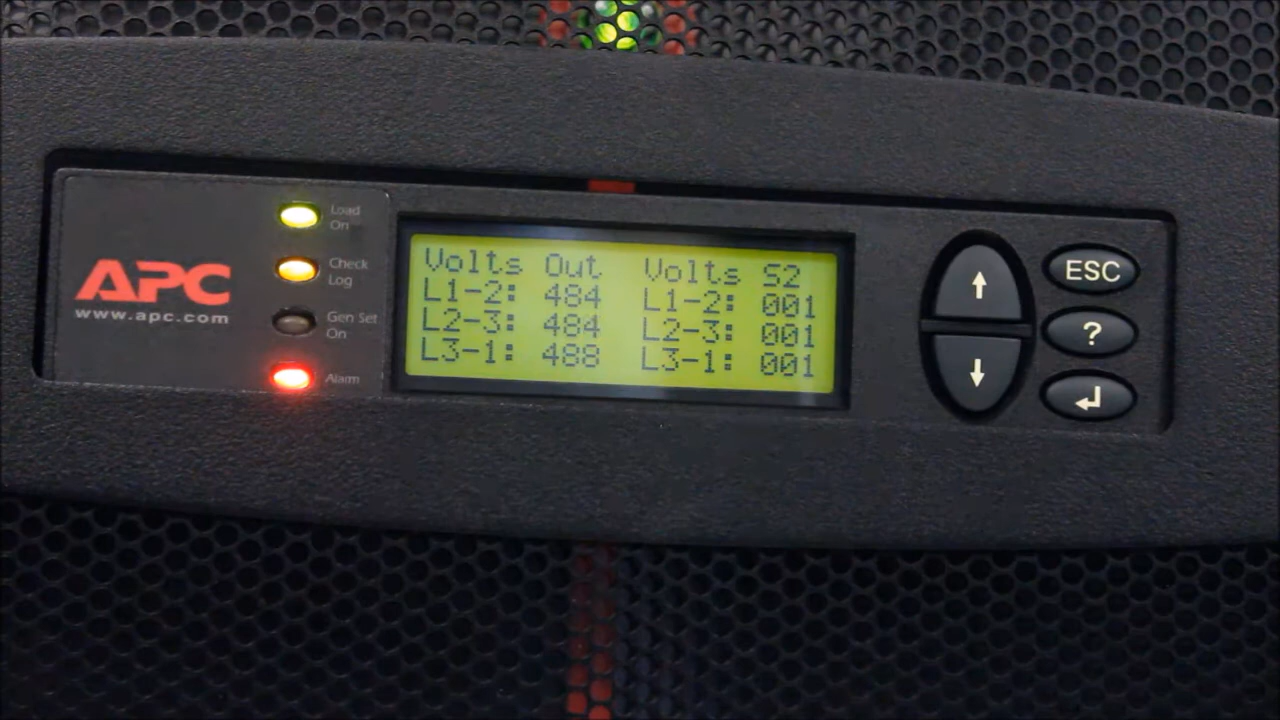 APC
www.apc.com
Load
On
Check
Log
Gen Set
On
Alarm
Volts Out Volts S2
L1-2: 484 L1-2: 001
L2-3: 484 L2-3: 001
L3-1: 488 L3-1: 001
ESC
?